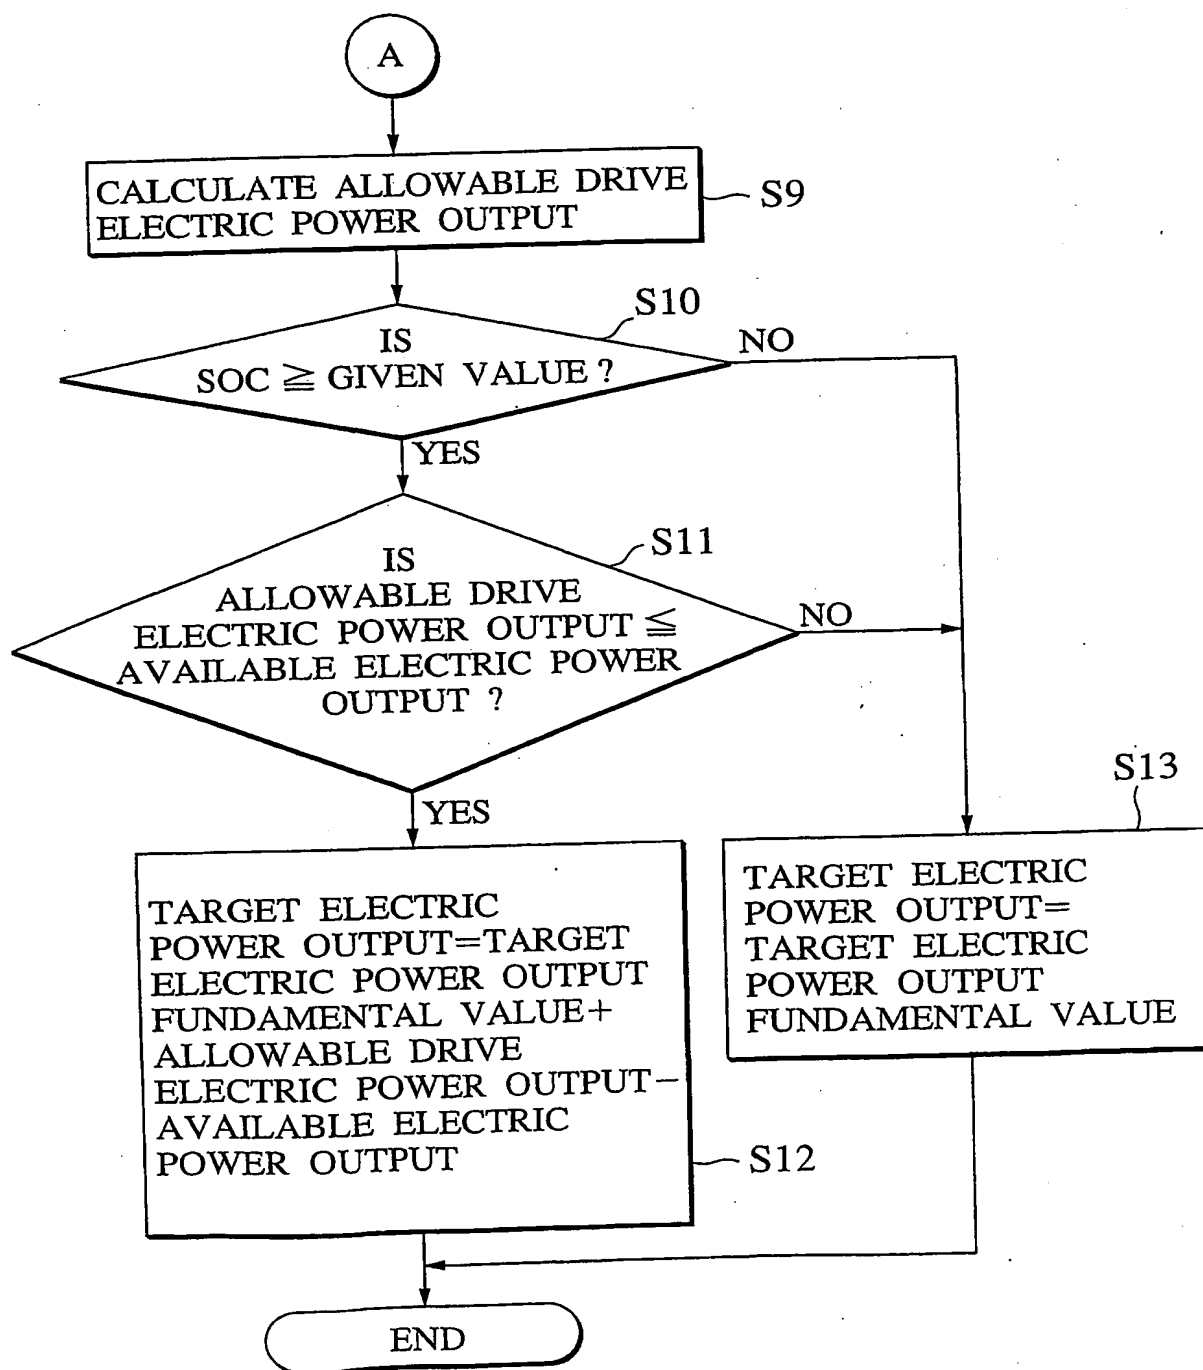 A
CALCULATE ALLOWABLE DRIVE
ELECTRIC POWER OUTPUT
S9
S10
IS
SOC ≧ GIVEN VALUE ?
NO
YES
S11
IS
ALLOWABLE DRIVE
ELECTRIC POWER OUTPUT ≦
AVAILABLE ELECTRIC POWER
OUTPUT ?
NO
YES
TARGET ELECTRIC
POWER OUTPUT=TARGET
ELECTRIC POWER OUTPUT
FUNDAMENTAL VALUE+
ALLOWABLE DRIVE
ELECTRIC POWER OUTPUT−
AVAILABLE ELECTRIC
POWER OUTPUT
S12
S13
TARGET ELECTRIC
POWER OUTPUT=
TARGET ELECTRIC
POWER OUTPUT
FUNDAMENTAL VALUE
END